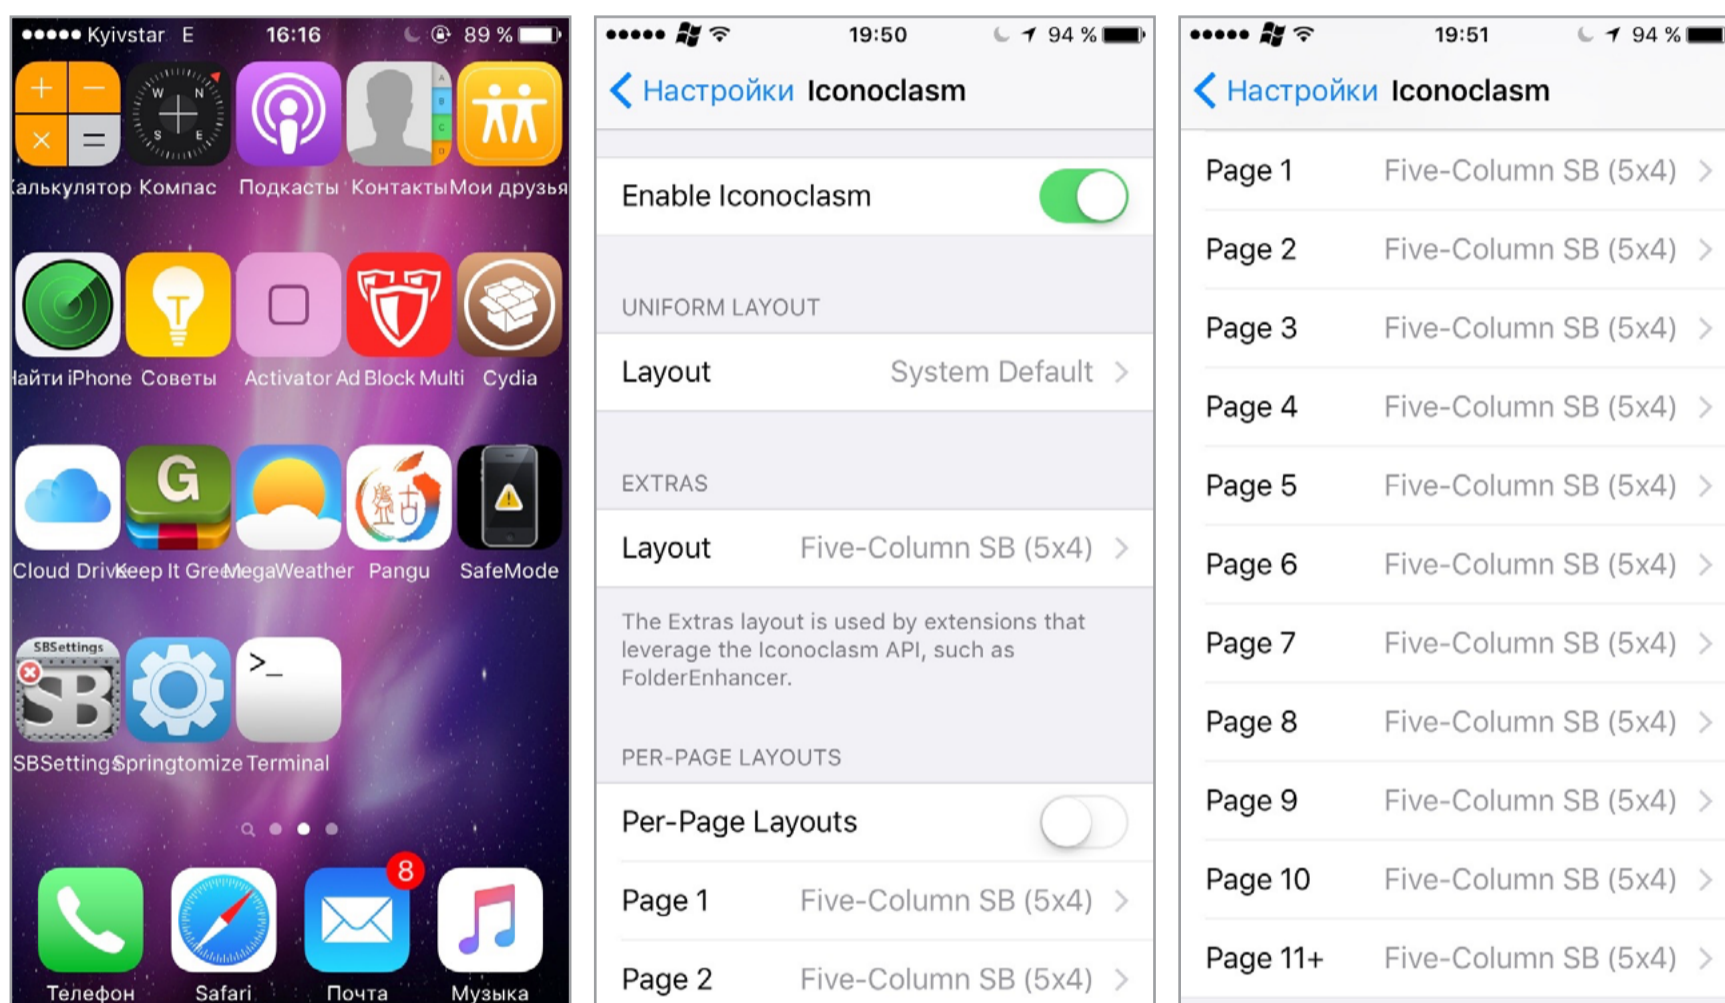 Kyivstar E 16:16 89 %
W N
S E
A
B
C
D
алькулятор Компас Подкасты Контакты Мои друзья
айти iPhone Советы Activator Ad Block Multi Cydia
G
Cloud Drive Keep It Green MegaWeather Pangu SafeMode
SBSettings
SB
>_
SBSettings Springtomize Terminal
8
Телефон Safari Почта Музыка
19:50 94 %
Настройки Iconoclasm
Enable Iconoclasm
UNIFORM LAYOUT
Layout System Default
EXTRAS
Layout Five-Column SB (5x4)
The Extras layout is used by extensions that
leverage the Iconoclasm API, such as
FolderEnhancer.
PER-PAGE LAYOUTS
Per-Page Layouts
Page 1 Five-Column SB (5x4)
Page 2 Five-Column SB (5x4)
19:51 94 %
Настройки Iconoclasm
Page 1 Five-Column SB (5x4)
Page 2 Five-Column SB (5x4)
Page 3 Five-Column SB (5x4)
Page 4 Five-Column SB (5x4)
Page 5 Five-Column SB (5x4)
Page 6 Five-Column SB (5x4)
Page 7 Five-Column SB (5x4)
Page 8 Five-Column SB (5x4)
Page 9 Five-Column SB (5x4)
Page 10 Five-Column SB (5x4)
Page 11+ Five-Column SB (5x4)